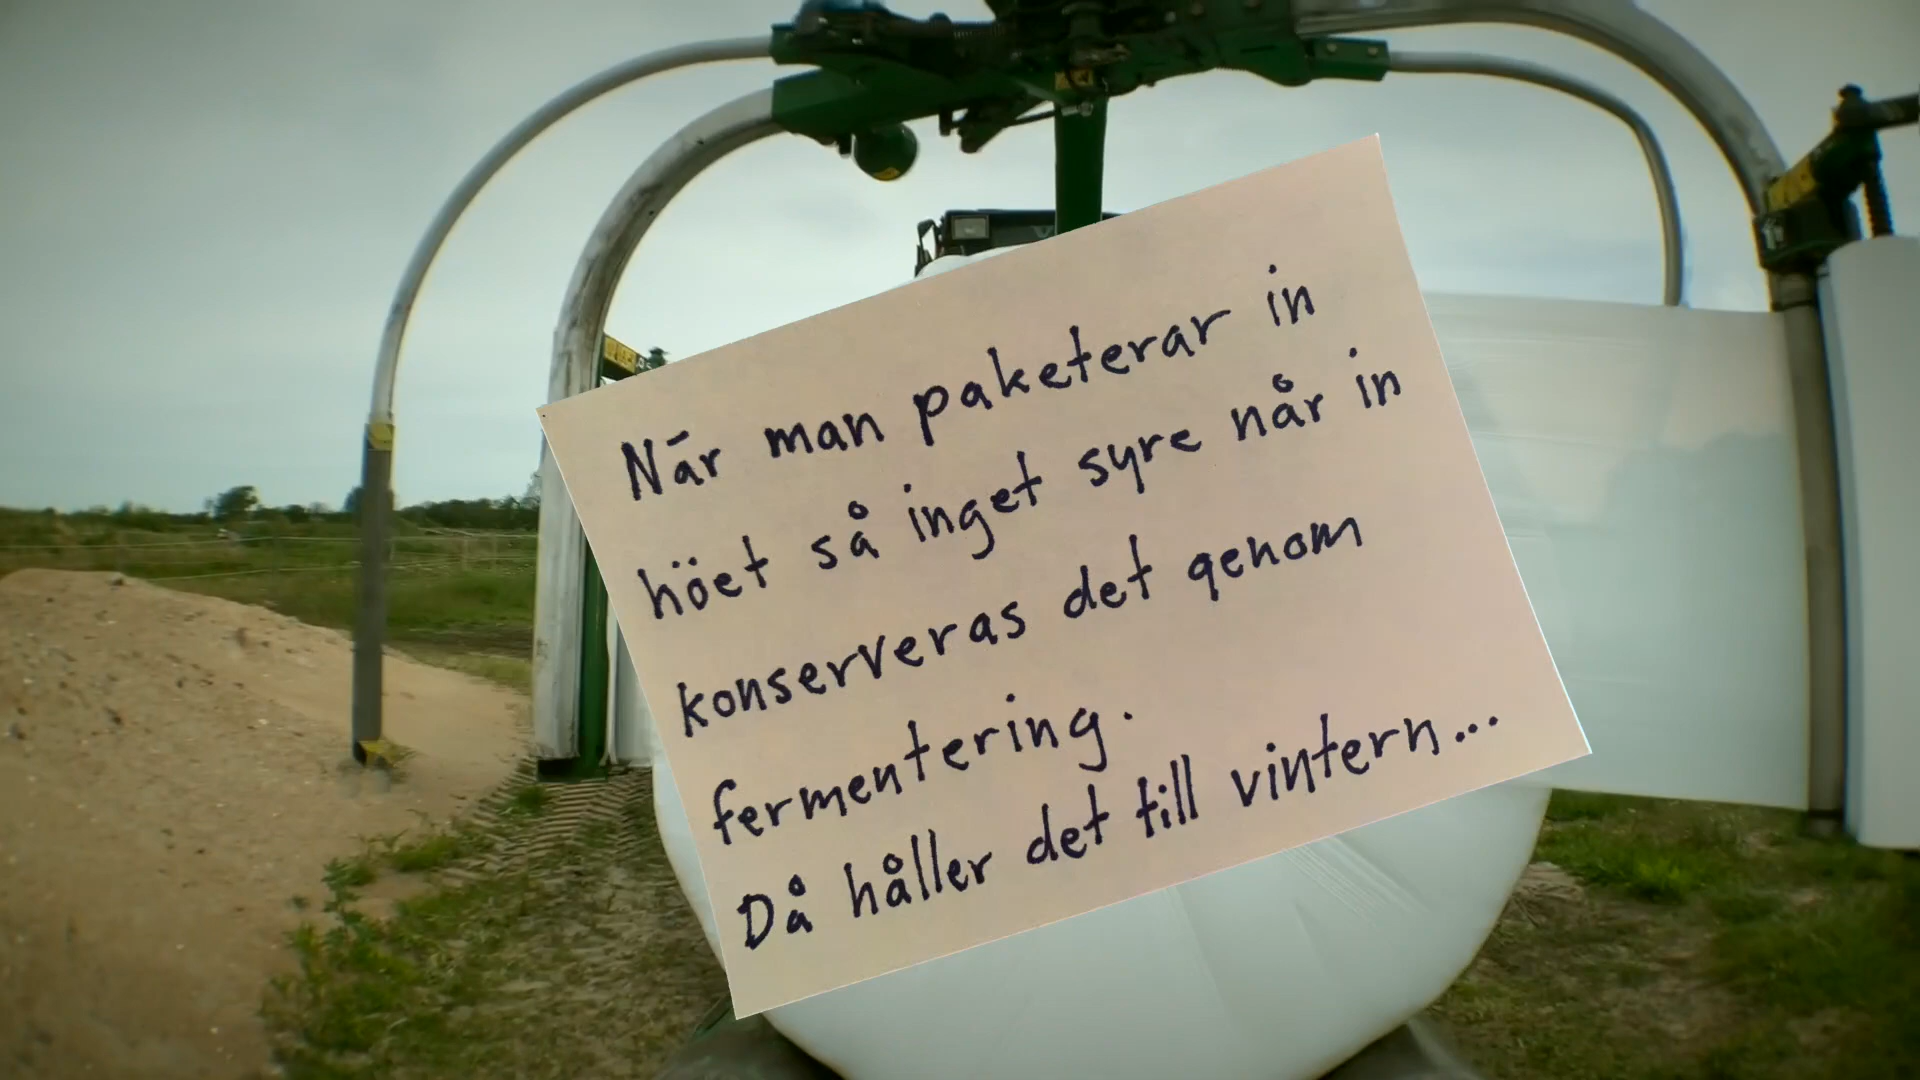 När man paketerar in
höet så inget syre når in
konserveras det genom
fermentering.
Då håller det till vintern...